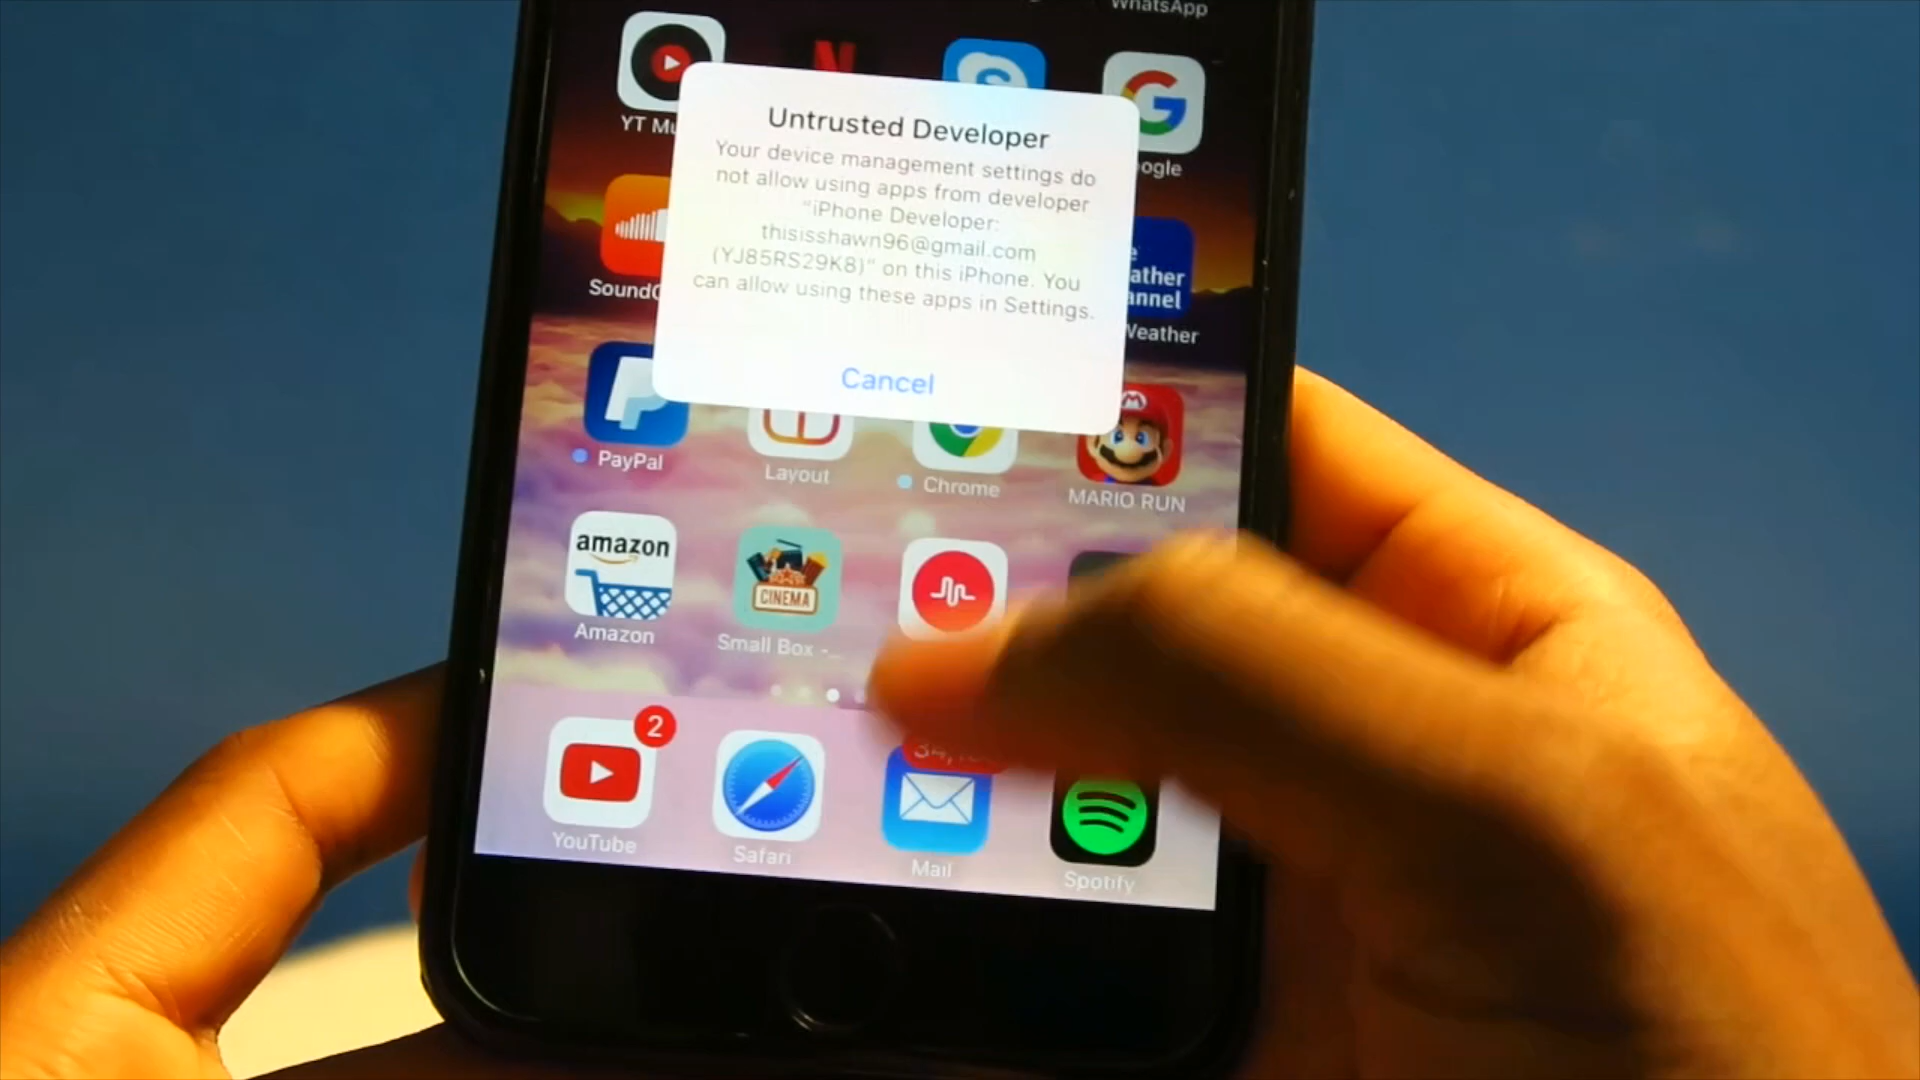 WhatsApp
YT Mu
ogle
Untrusted Developer
Your device management settings do
not allow using apps from developer
"iPhone Developer:
thisisshawn96@gmail.com
(YJ85RS29K8)" on this iPhone. You
can allow using these apps in Settings.
Cancel
SoundC
e
ather
annel
Weather
PayPal
Layout
Chrome
MARIO RUN
amazon
Amazon
CINEMA
Small Box -...
2
YouTube
Safari
Mail
Spotify